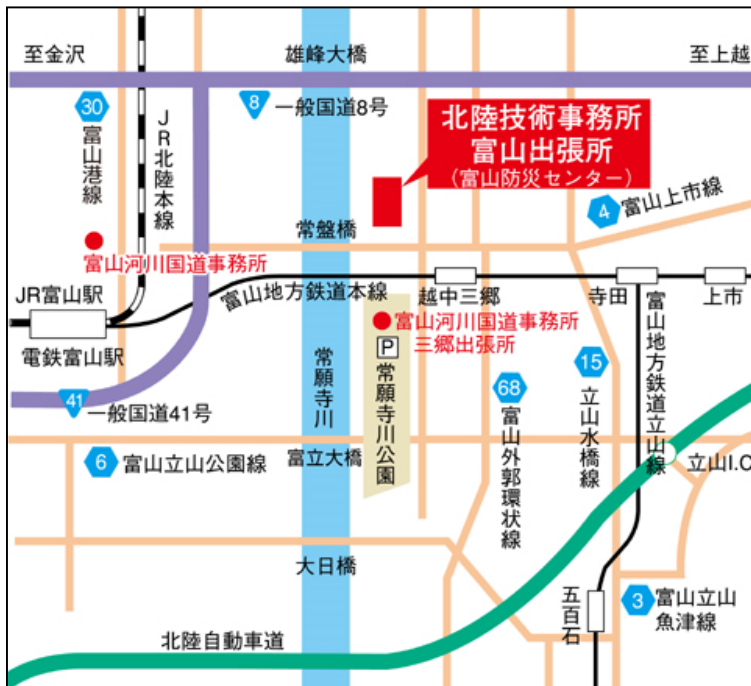 至金沢
雄峰大橋
至上越
30
富山港線
JR北陸本線
8
一般国道8号
北陸技術事務所
富山出張所
(富山防災センター)
4
富山上市線
常盤橋
富山河川国道事務所
JR富山駅
電鉄富山駅
富山地方鉄道本線
越中三郷
寺田
上市
富山河川国道事務所
三郷出張所
P
常願寺川公園
常願寺川
富山地方鉄道立山線
15
立山水橋線
68
富山外郭環状線
41
一般国道41号
6
富山立山公園線
富立大橋
立山I.C
大日橋
五百石
3
富山立山
魚津線
北陸自動車道